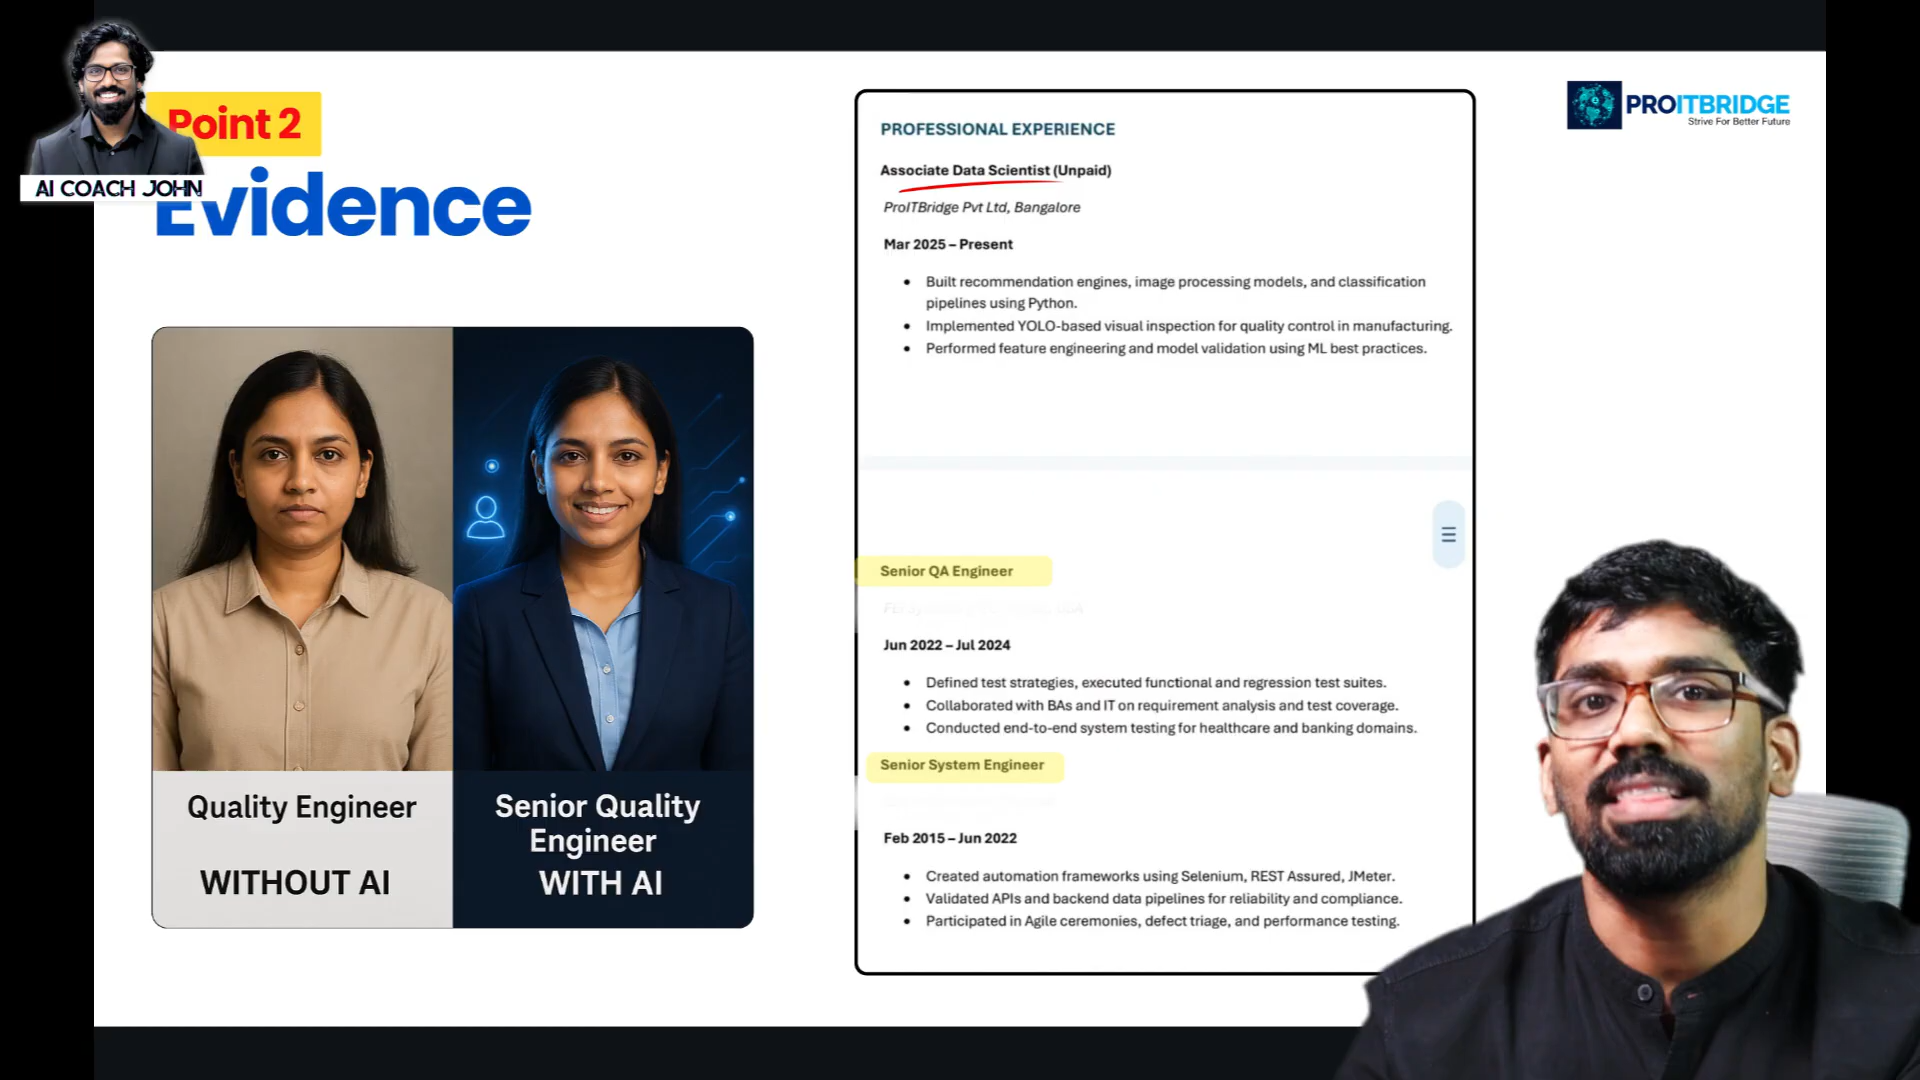 Point 2
AI COACH JOHN
Evidence
PROITBRIDGE
Strive For Better Future
Quality Engineer
WITHOUT AI
Senior Quality
Engineer
WITH AI
PROFESSIONAL EXPERIENCE
Associate Data Scientist (Unpaid)
ProITBridge Pvt Ltd, Bangalore
Mar 2025 – Present
• Built recommendation engines, image processing models, and classification
pipelines using Python.
• Implemented YOLO-based visual inspection for quality control in manufacturing.
• Performed feature engineering and model validation using ML best practices.
Senior QA Engineer
Jun 2022 – Jul 2024
• Defined test strategies, executed functional and regression test suites.
• Collaborated with BAs and IT on requirement analysis and test coverage.
• Conducted end-to-end system testing for healthcare and banking domains.
Senior System Engineer
Feb 2015 – Jun 2022
• Created automation frameworks using Selenium, REST Assured, JMeter.
• Validated APIs and backend data pipelines for reliability and compliance.
• Participated in Agile ceremonies, defect triage, and performance testing.